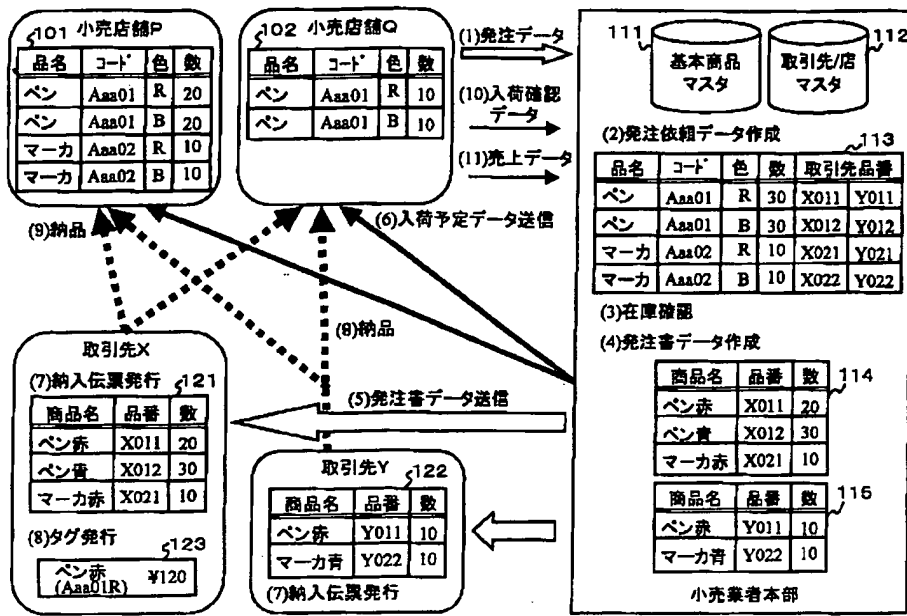 101 小売店舗P
品名 コード 色 数
ペン Aaa01 R 20
ペン Aaa01 B 20
マーカ Aaa02 R 10
マーカ Aaa02 B 10
102 小売店舗Q
品名 コード 色 数
ペン Aaa01 R 10
ペン Aaa01 B 10
(1)発注データ
(10)入荷確認
データ
(11)売上データ
111
基本商品
マスタ
112
取引先/店
マスタ
(2)発注依頼データ作成
113
品名 コード 色 数 取引先品番
ペン Aaa01 R 30 X011 Y011
ペン Aaa01 B 30 X012 Y012
マーカ Aaa02 R 10 X021 Y021
マーカ Aaa02 B 10 X022 Y022
(3)在庫確認
(4)発注書データ作成
商品名 品番 数
114
ペン赤 X011 20
ペン青 X012 30
マーカ赤 X021 10
商品名 品番 数
115
ペン赤 Y011 10
マーカ青 Y022 10
小売業者本部
(6)入荷予定データ送信
(9)納品
(9)納品
(5)発注書データ送信
取引先X
(7)納入伝票発行 121
商品名 品番 数
ペン赤 X011 20
ペン青 X012 30
マーカ赤 X021 10
(8)タグ発行
123
ペン赤 ¥120
(Aaa01R)
取引先Y
122
商品名 品番 数
ペン赤 Y011 10
マーカ青 Y022 10
(7)納入伝票発行